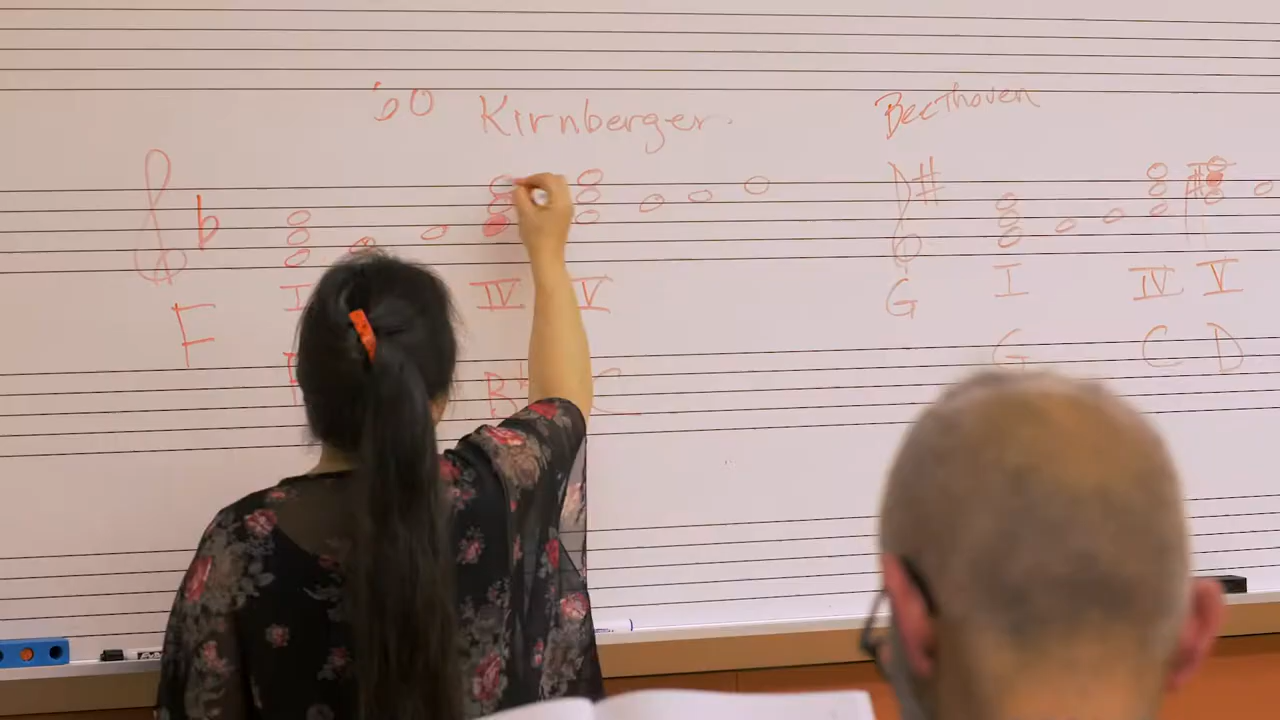 '60 Kirnberger. Beethoven
♭ #
I IV V I IV V
F G
B♭ C G C D